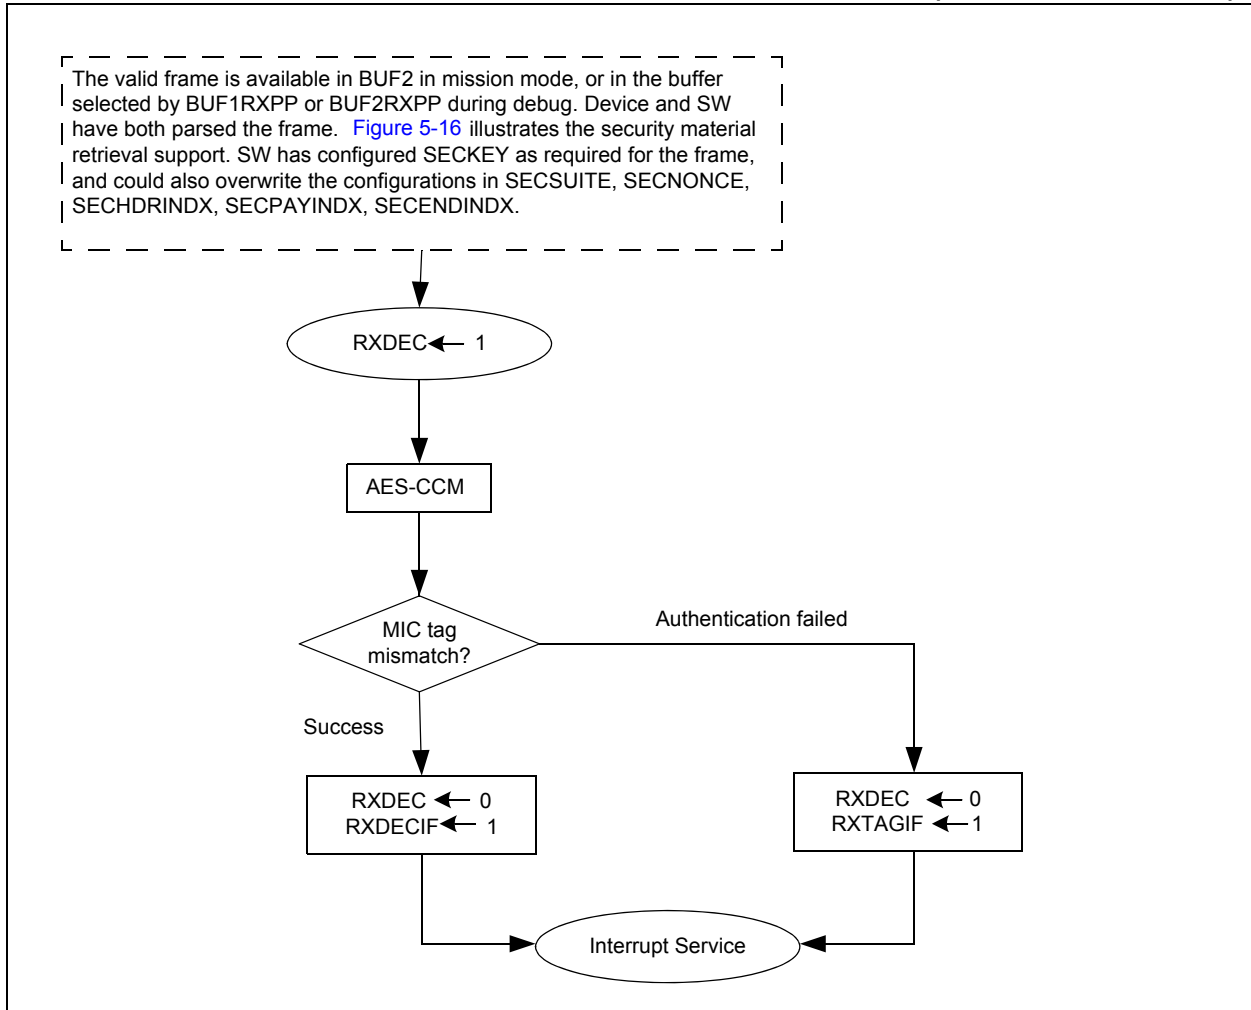 The valid frame is available in BUF2 in mission mode, or in the buffer
selected by BUF1RXPP or BUF2RXPP during debug. Device and SW
have both parsed the frame. Figure 5-16 illustrates the security material
retrieval support. SW has configured SECKEY as required for the frame,
and could also overwrite the configurations in SECSUITE, SECNONCE,
SECHDRINDX, SECPAYINDX, SECENDINDX.
RXDEC ← 1
AES-CCM
MIC tag
mismatch?
Authentication failed
Success
RXDEC ← 0
RXDECIF ← 1
RXDEC ← 0
RXTAGIF ← 1
Interrupt Service